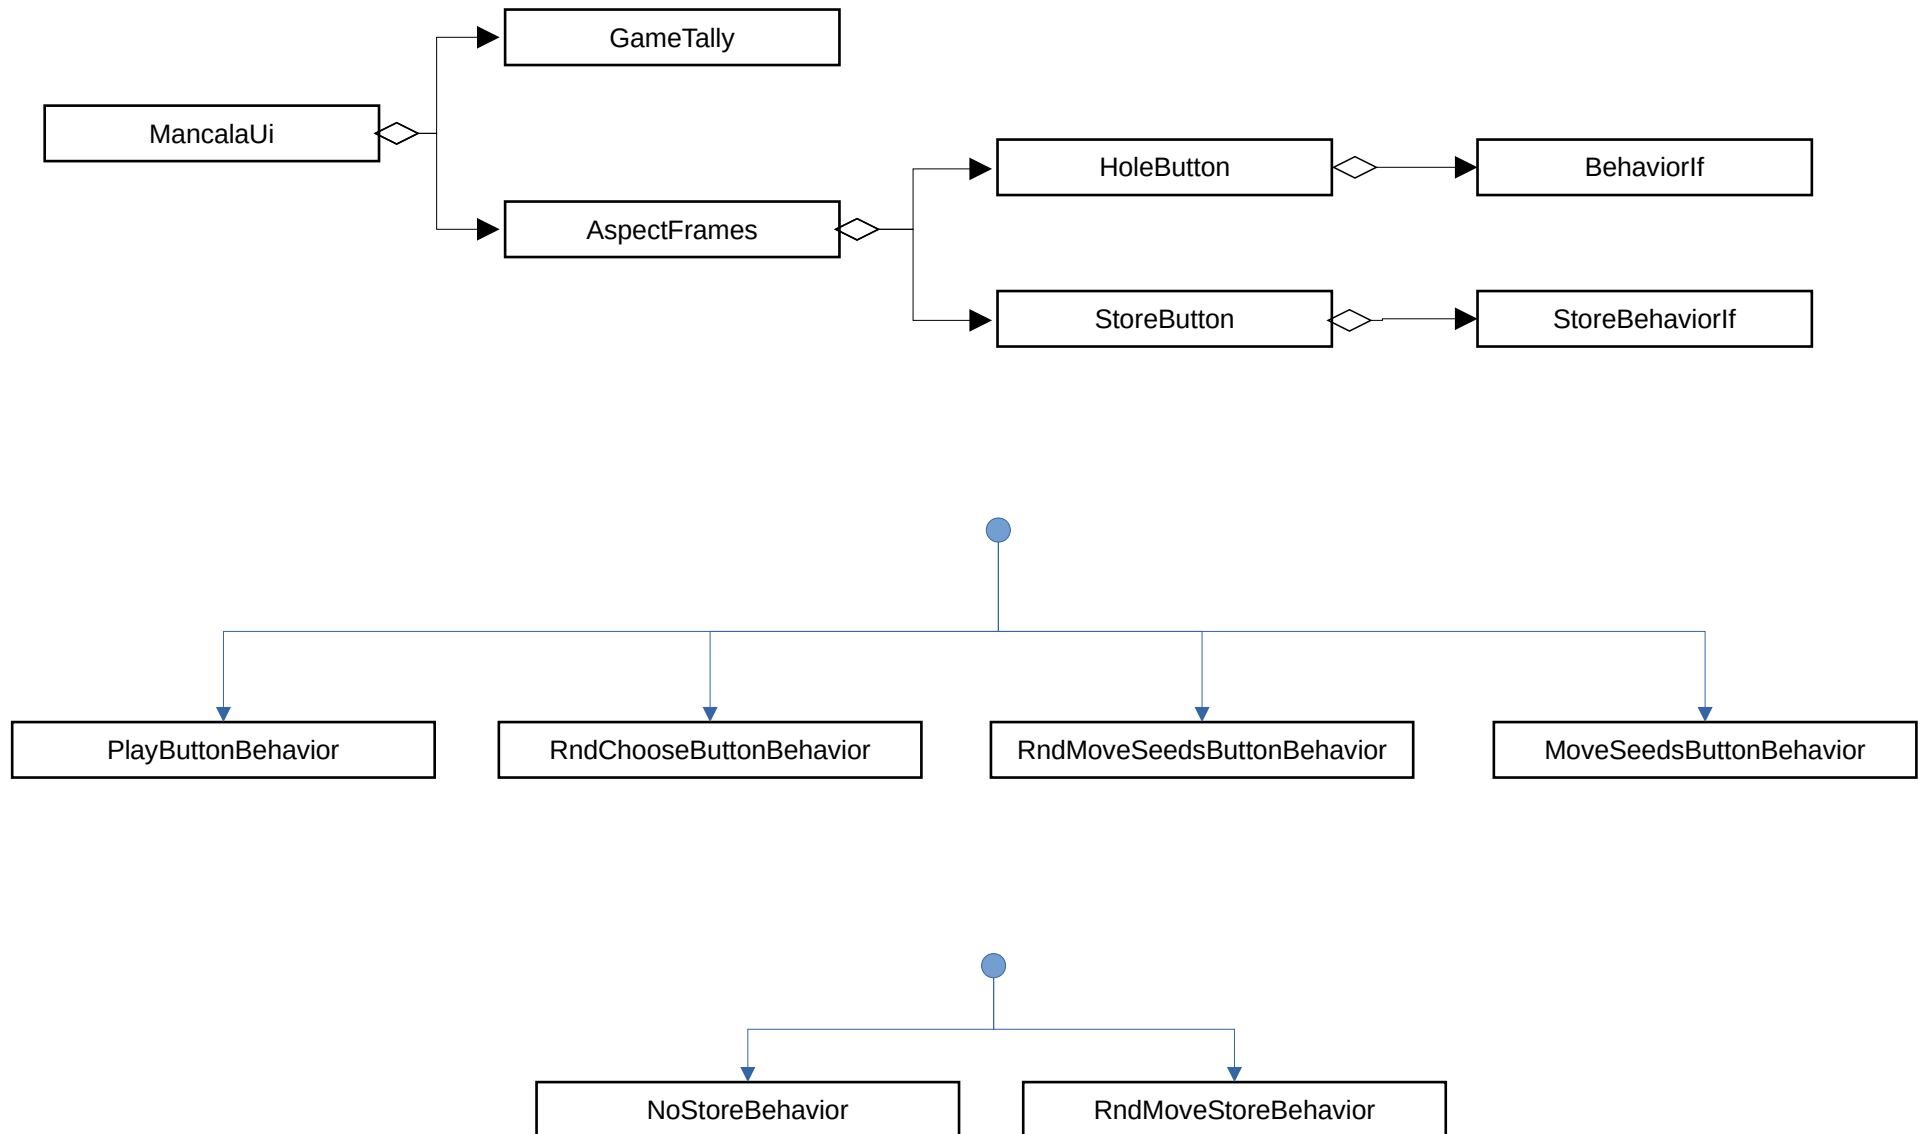 GameTally
MancalaUi
HoleButton
BehaviorIf
AspectFrames
StoreButton
StoreBehaviorIf
PlayButtonBehavior
RndChooseButtonBehavior
RndMoveSeedsButtonBehavior
MoveSeedsButtonBehavior
NoStoreBehavior
RndMoveStoreBehavior